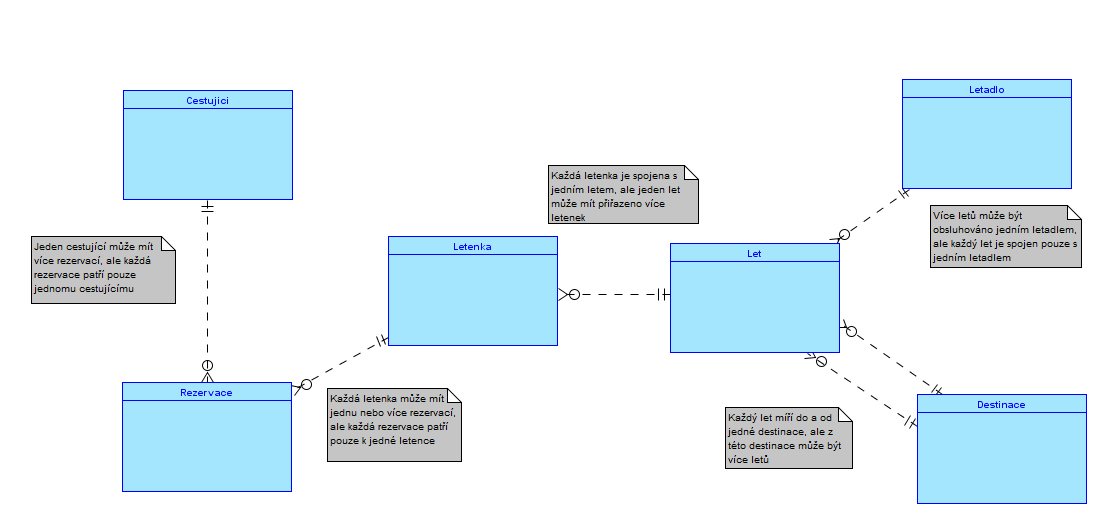 Cestujici
Letadlo
Každá letenka je spojena s
jedním letem, ale jeden let
může mít přiřazeno více
letenek
Více letů může být
obsluhováno jedním letadlem,
ale každý let je spojen pouze s
jedním letadlem
Jeden cestující může mít
více rezervací, ale každá
rezervace patří pouze
jednomu cestujícímu
Letenka
Let
Rezervace
Každá letenka může mít
jednu nebo více rezervací,
ale každá rezervace patří
pouze k jedné letence
Každý let míří do a od
jedné destinace, ale z
této destinace může být
více letů
Destinace